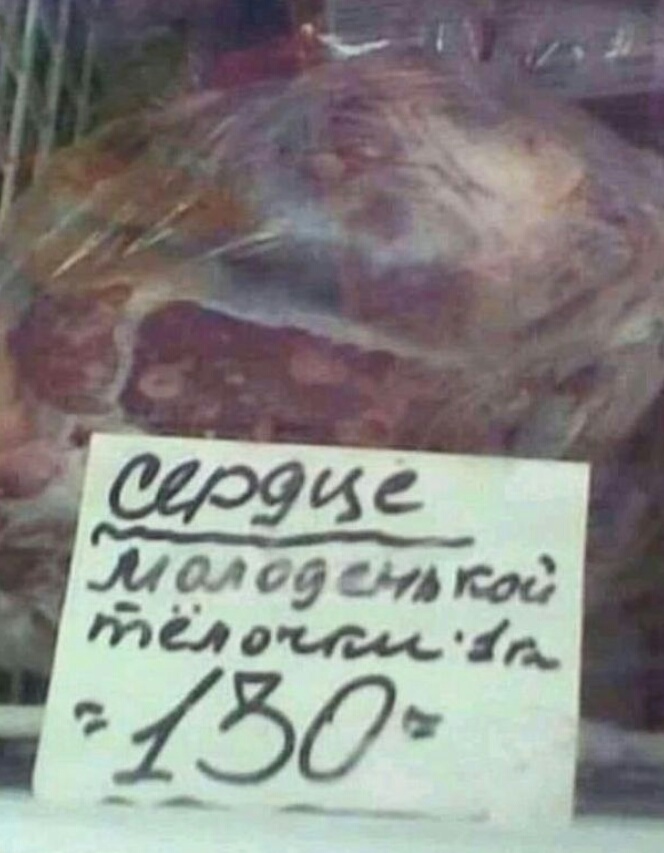 сердце
молоденькой
тёлочки·1кг
=130=